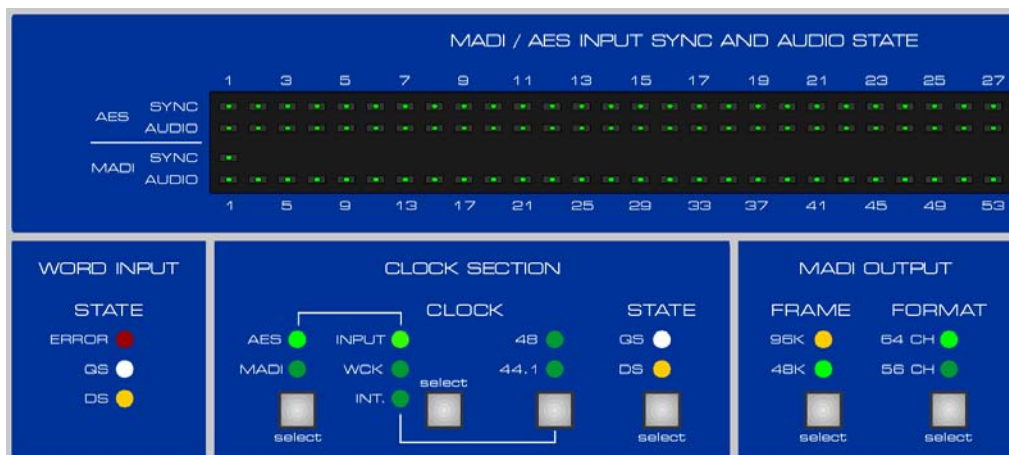 MADI / AES INPUT SYNC AND AUDIO STATE
1 3 5 7 9 11 13 15 17 19 21 23 25 27
AES SYNC
AUDIO
MADI SYNC
AUDIO
1 5 9 13 17 21 25 29 33 37 41 45 49 53
WORD INPUT
STATE
ERROR
QS
DS
CLOCK SECTION
CLOCK STATE
AES INPUT 48 QS
MADI WCK 44.1 DS
INT. select
select select select
MADI OUTPUT
FRAME FORMAT
96K 64 CH
48K 56 CH
select select